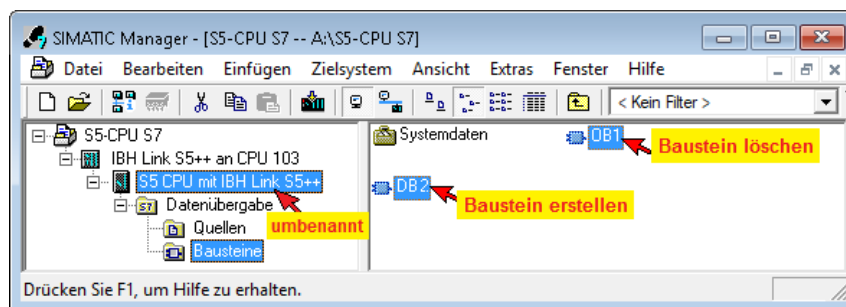 SIMATIC Manager - [S5-CPU S7 -- A:\S5-CPU S7]
Datei Bearbeiten Einfügen Zielsystem Ansicht Extras Fenster Hilfe
< Kein Filter >
S5-CPU S7
IBH Link S5++ an CPU 103
S5 CPU mit IBH Link S5++
Datenübergabe
umbenannt
Quellen
Bausteine
Systemdaten
OB1
Baustein löschen
DB2
Baustein erstellen
Drücken Sie F1, um Hilfe zu erhalten.